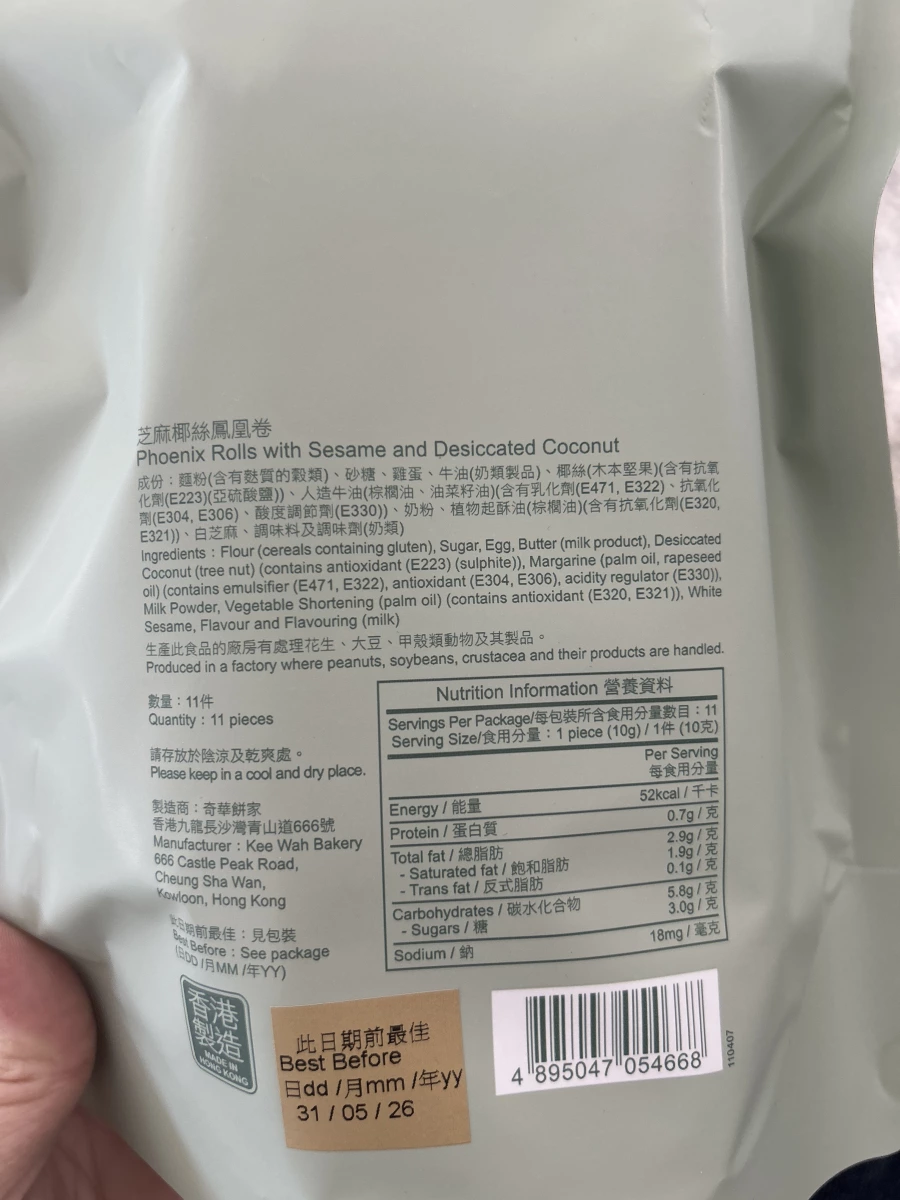 芝麻椰絲鳳凰卷
Phoenix Rolls with Sesame and Desiccated Coconut
成份：麵粉(含有麩質的穀類)、砂糖、雞蛋、牛油(奶類製品)、椰絲(木本堅果)(含有抗氧
化劑(E223)(亞硫酸鹽))、人造牛油(棕櫚油、油菜籽油)(含有乳化劑(E471, E322)、抗氧化
劑(E304, E306)、酸度調節劑(E330))、奶粉、植物起酥油(棕櫚油)(含有抗氧化劑(E320,
E321))、白芝麻、調味料及調味劑(奶類)
Ingredients : Flour (cereals containing gluten), Sugar, Egg, Butter (milk product), Desiccated
Coconut (tree nut) (contains antioxidant (E223) (sulphite)), Margarine (palm oil, rapeseed
oil) (contains emulsifier (E471, E322), antioxidant (E304, E306), acidity regulator (E330)),
Milk Powder, Vegetable Shortening (palm oil) (contains antioxidant (E320, E321)), White
Sesame, Flavour and Flavouring (milk)
生產此食品的廠房有處理花生、大豆、甲殼類動物及其製品。
Produced in a factory where peanuts, soybeans, crustacea and their products are handled.
數量：11件
Quantity : 11 pieces
請存放於陰涼及乾爽處。
Please keep in a cool and dry place.
製造商：奇華餅家
香港九龍長沙灣青山道666號
Manufacturer : Kee Wah Bakery
666 Castle Peak Road,
Cheung Sha Wan,
Kowloon, Hong Kong
此日期前最佳：見包裝
Best Before : See package
(日DD /月MM /年YY)
Nutrition Information 營養資料
Servings Per Package/每包裝所含食用分量數目：11
Serving Size/食用分量：1 piece (10g) / 1件 (10克)
Per Serving
每食用分量
Energy / 能量 52kcal / 千卡
Protein / 蛋白質 0.7g / 克
Total fat / 總脂肪 2.9g / 克
- Saturated fat / 飽和脂肪 1.9g / 克
- Trans fat / 反式脂肪 0.1g / 克
Carbohydrates / 碳水化合物 5.8g / 克
- Sugars / 糖 3.0g / 克
Sodium / 鈉 18mg / 毫克
香港
製造
MADE IN
HONG KONG
此日期前最佳
Best Before
日dd /月mm /年yy
31 / 05 / 26
4 895047 054668
110407